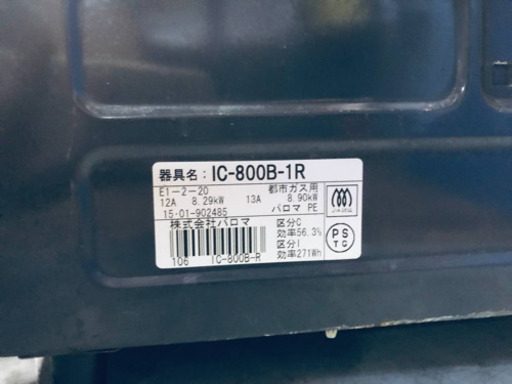 器具名: IC-800B-1R
E1-2-20 都市ガス用
12A 8.29kW 13A 8.90kW
15.01-902485 パロマ PE
株式会社パロマ
区分C
効率56.3%
区分I
効率271Wh
106 IC-800B-R
PS
TG